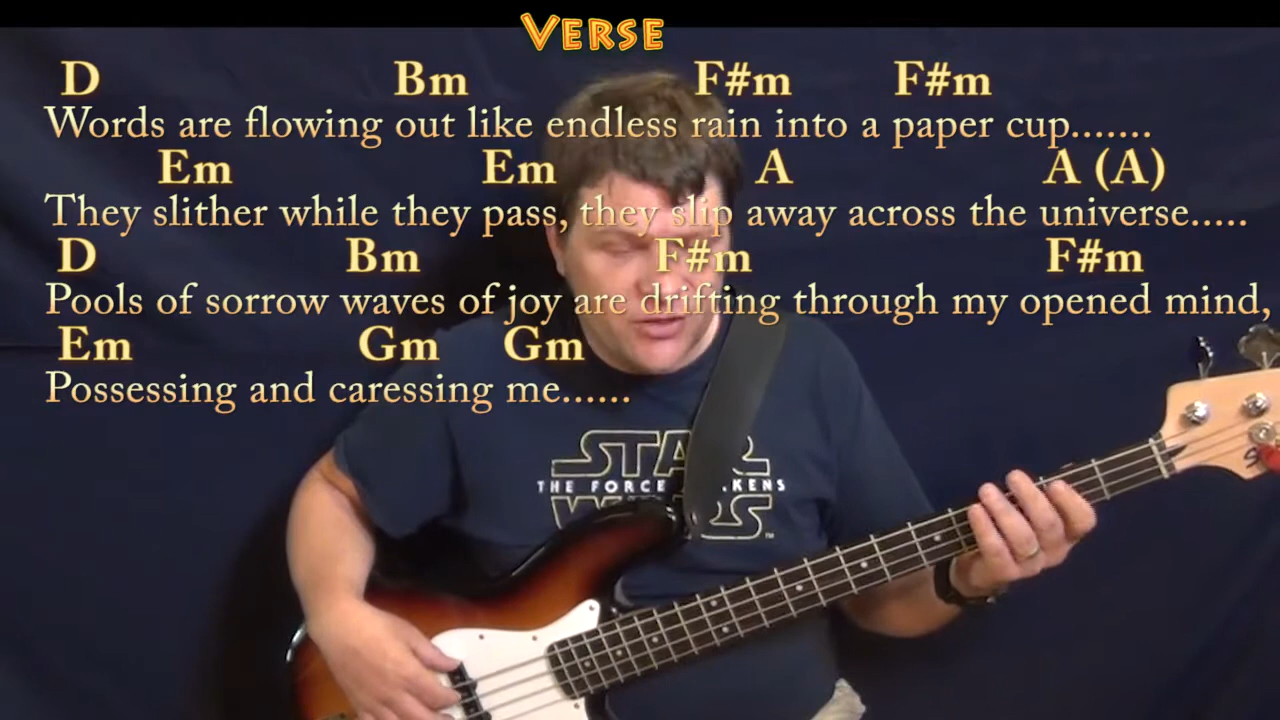 VERSE
D Bm F#m F#m
Words are flowing out like endless rain into a paper cup.......
Em Em A A (A)
They slither while they pass, they slip away across the universe.....
D Bm F#m F#m
Pools of sorrow waves of joy are drifting through my opened mind,
Em Gm Gm
Possessing and caressing me......
STAR
THE FORCE
WARS